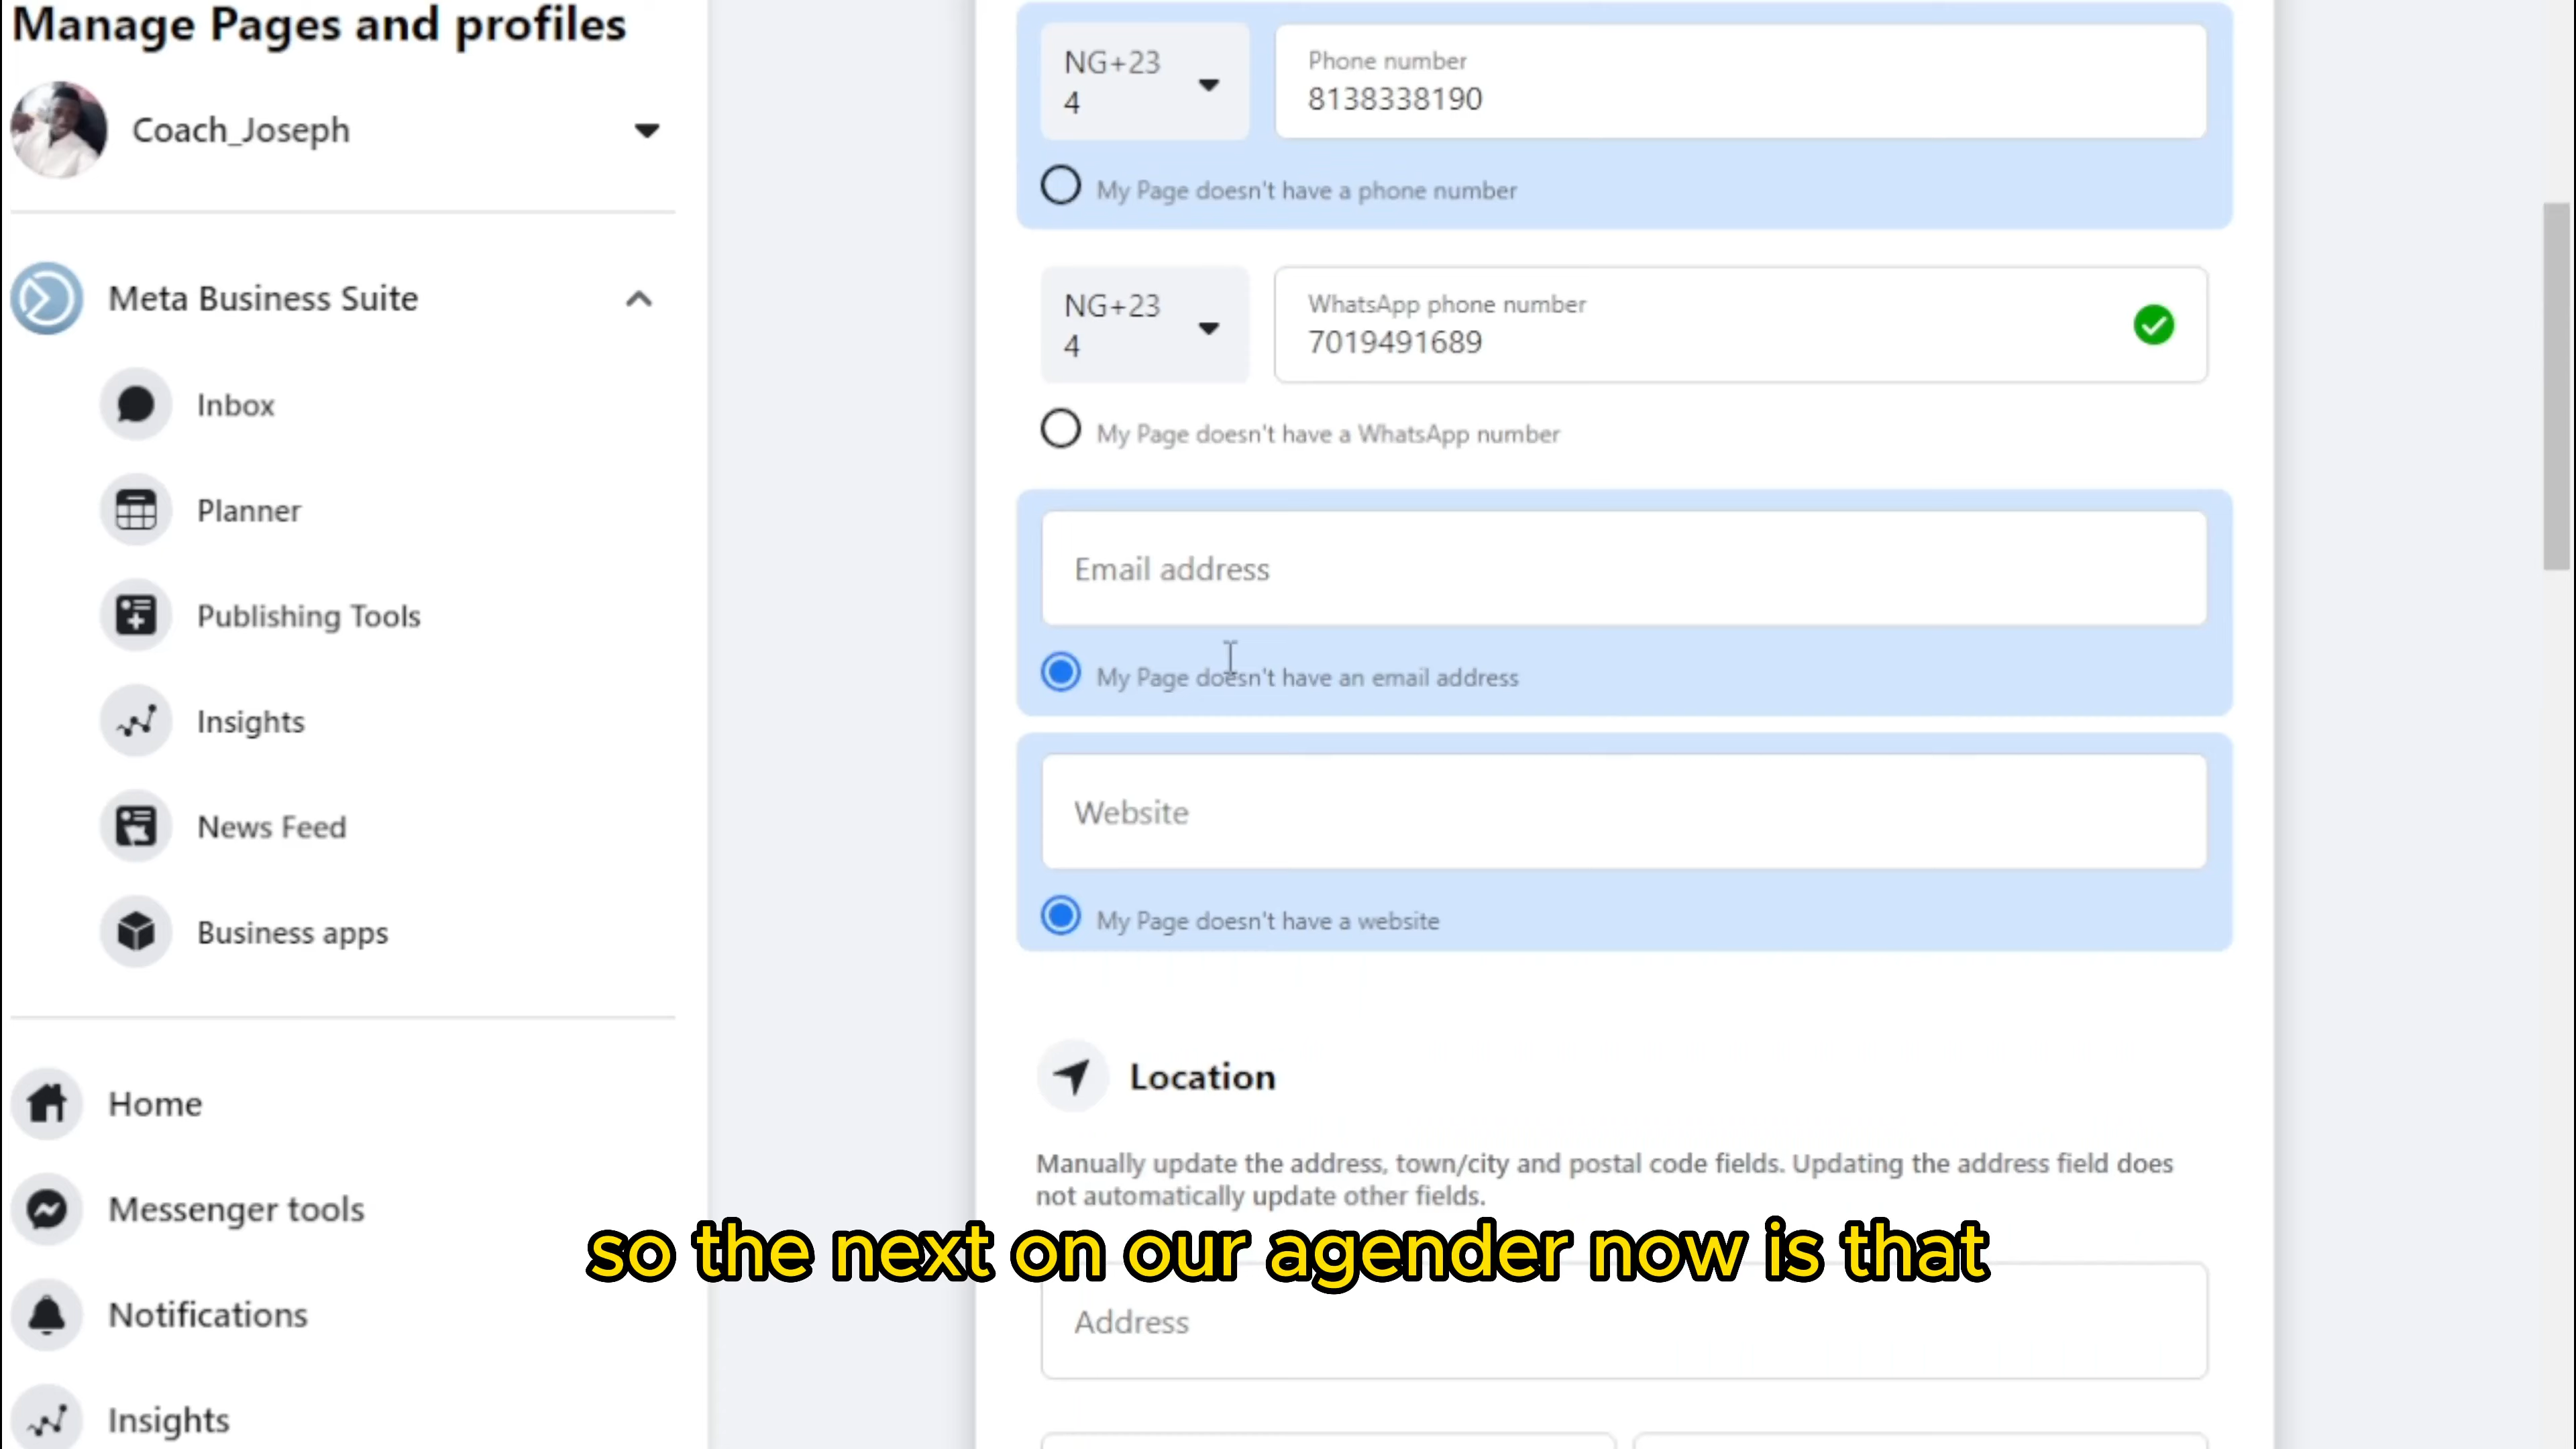 Manage Pages and profiles
Coach_Joseph
Meta Business Suite
Inbox
Planner
Publishing Tools
Insights
News Feed
Business apps
Home
Messenger tools
Notifications
Insights
NG+23
4
Phone number
8138338190
My Page doesn't have a phone number
NG+23
4
WhatsApp phone number
7019491689
My Page doesn't have a WhatsApp number
Email address
My Page doesn't have an email address
Website
My Page doesn't have a website
Location
Manually update the address, town/city and postal code fields. Updating the address field does
not automatically update other fields.
so the next on our agender now is that
Address